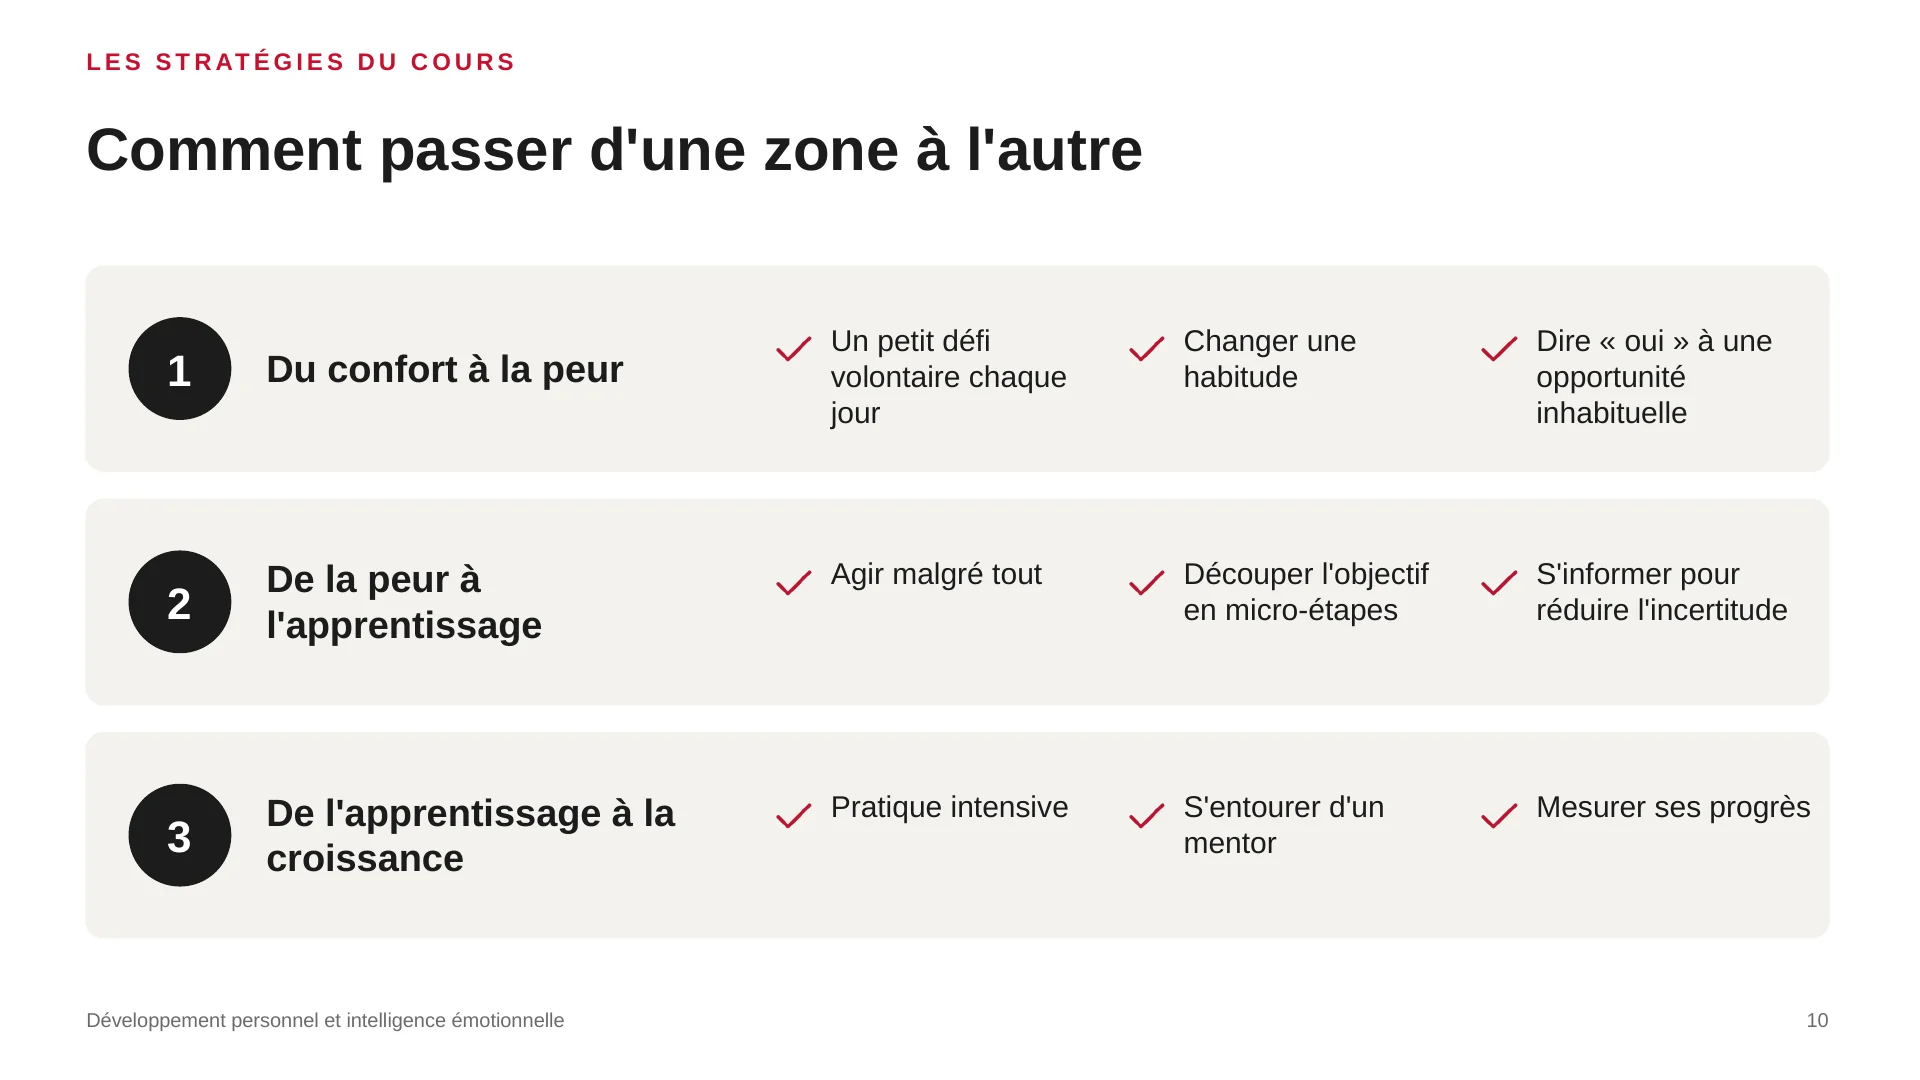 LES STRATÉGIES DU COURS
Comment passer d'une zone à l'autre
1
Du confort à la peur
Un petit défi
volontaire chaque
jour
Changer une
habitude
Dire « oui » à une
opportunité
inhabituelle
2
De la peur à
l'apprentissage
Agir malgré tout
Découper l'objectif
en micro-étapes
S'informer pour
réduire l'incertitude
3
De l'apprentissage à la
croissance
Pratique intensive
S'entourer d'un
mentor
Mesurer ses progrès
Développement personnel et intelligence émotionnelle
10